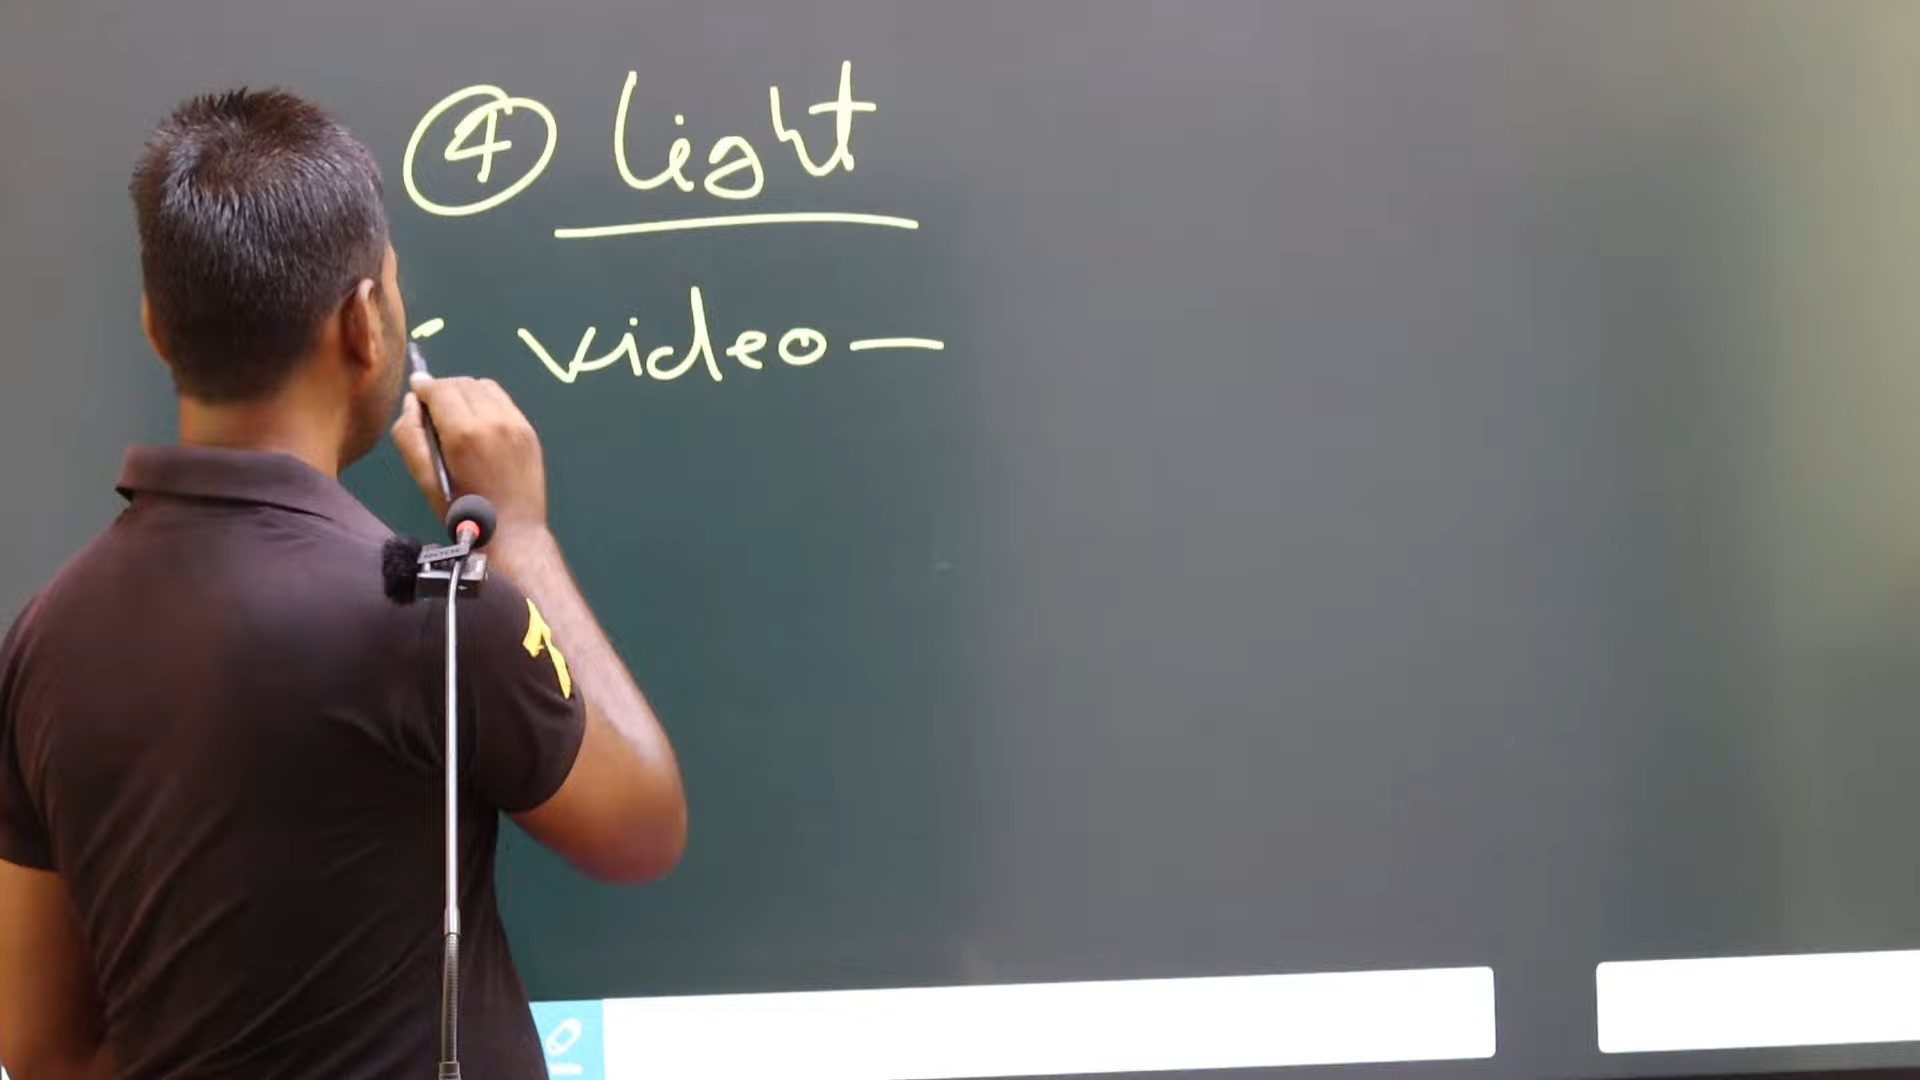 ④ light
video —